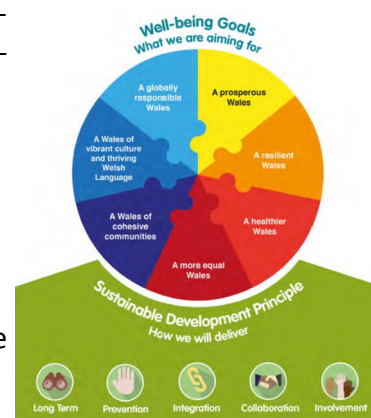 Well-being Goals
What we are aiming for
A globally
responsible
Wales
A prosperous
Wales
A Wales of
vibrant culture
and thriving
Welsh
Language
A resilient
Wales
A Wales of
cohesive
communities
A healthier
Wales
A more equal
Wales
Sustainable Development Principle
How we will deliver
e
Long Term
Prevention
Integration
Collaboration
Involvement